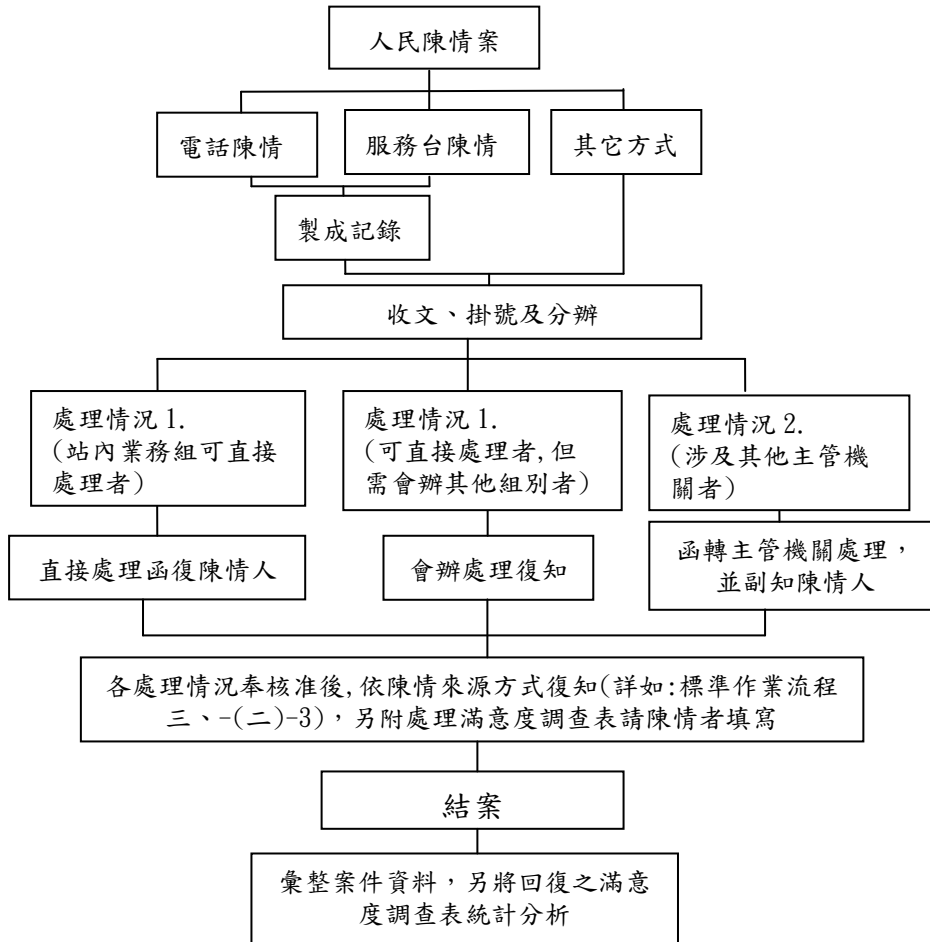 人民陳情案
電話陳情
服務台陳情
其它方式
製成記錄
收文、掛號及分辦
處理情況 1.
(站內業務組可直接
處理者)
處理情況 1.
(可直接處理者,但
需會辦其他組別者)
處理情況 2.
(涉及其他主管機
關者)
直接處理函復陳情人
會辦處理復知
函轉主管機關處理，
並副知陳情人
各處理情況奉核准後,依陳情來源方式復知(詳如:標準作業流程
三、-(二)-3)，另附處理滿意度調查表請陳情者填寫
結案
彙整案件資料，另將回復之滿意
度調查表統計分析